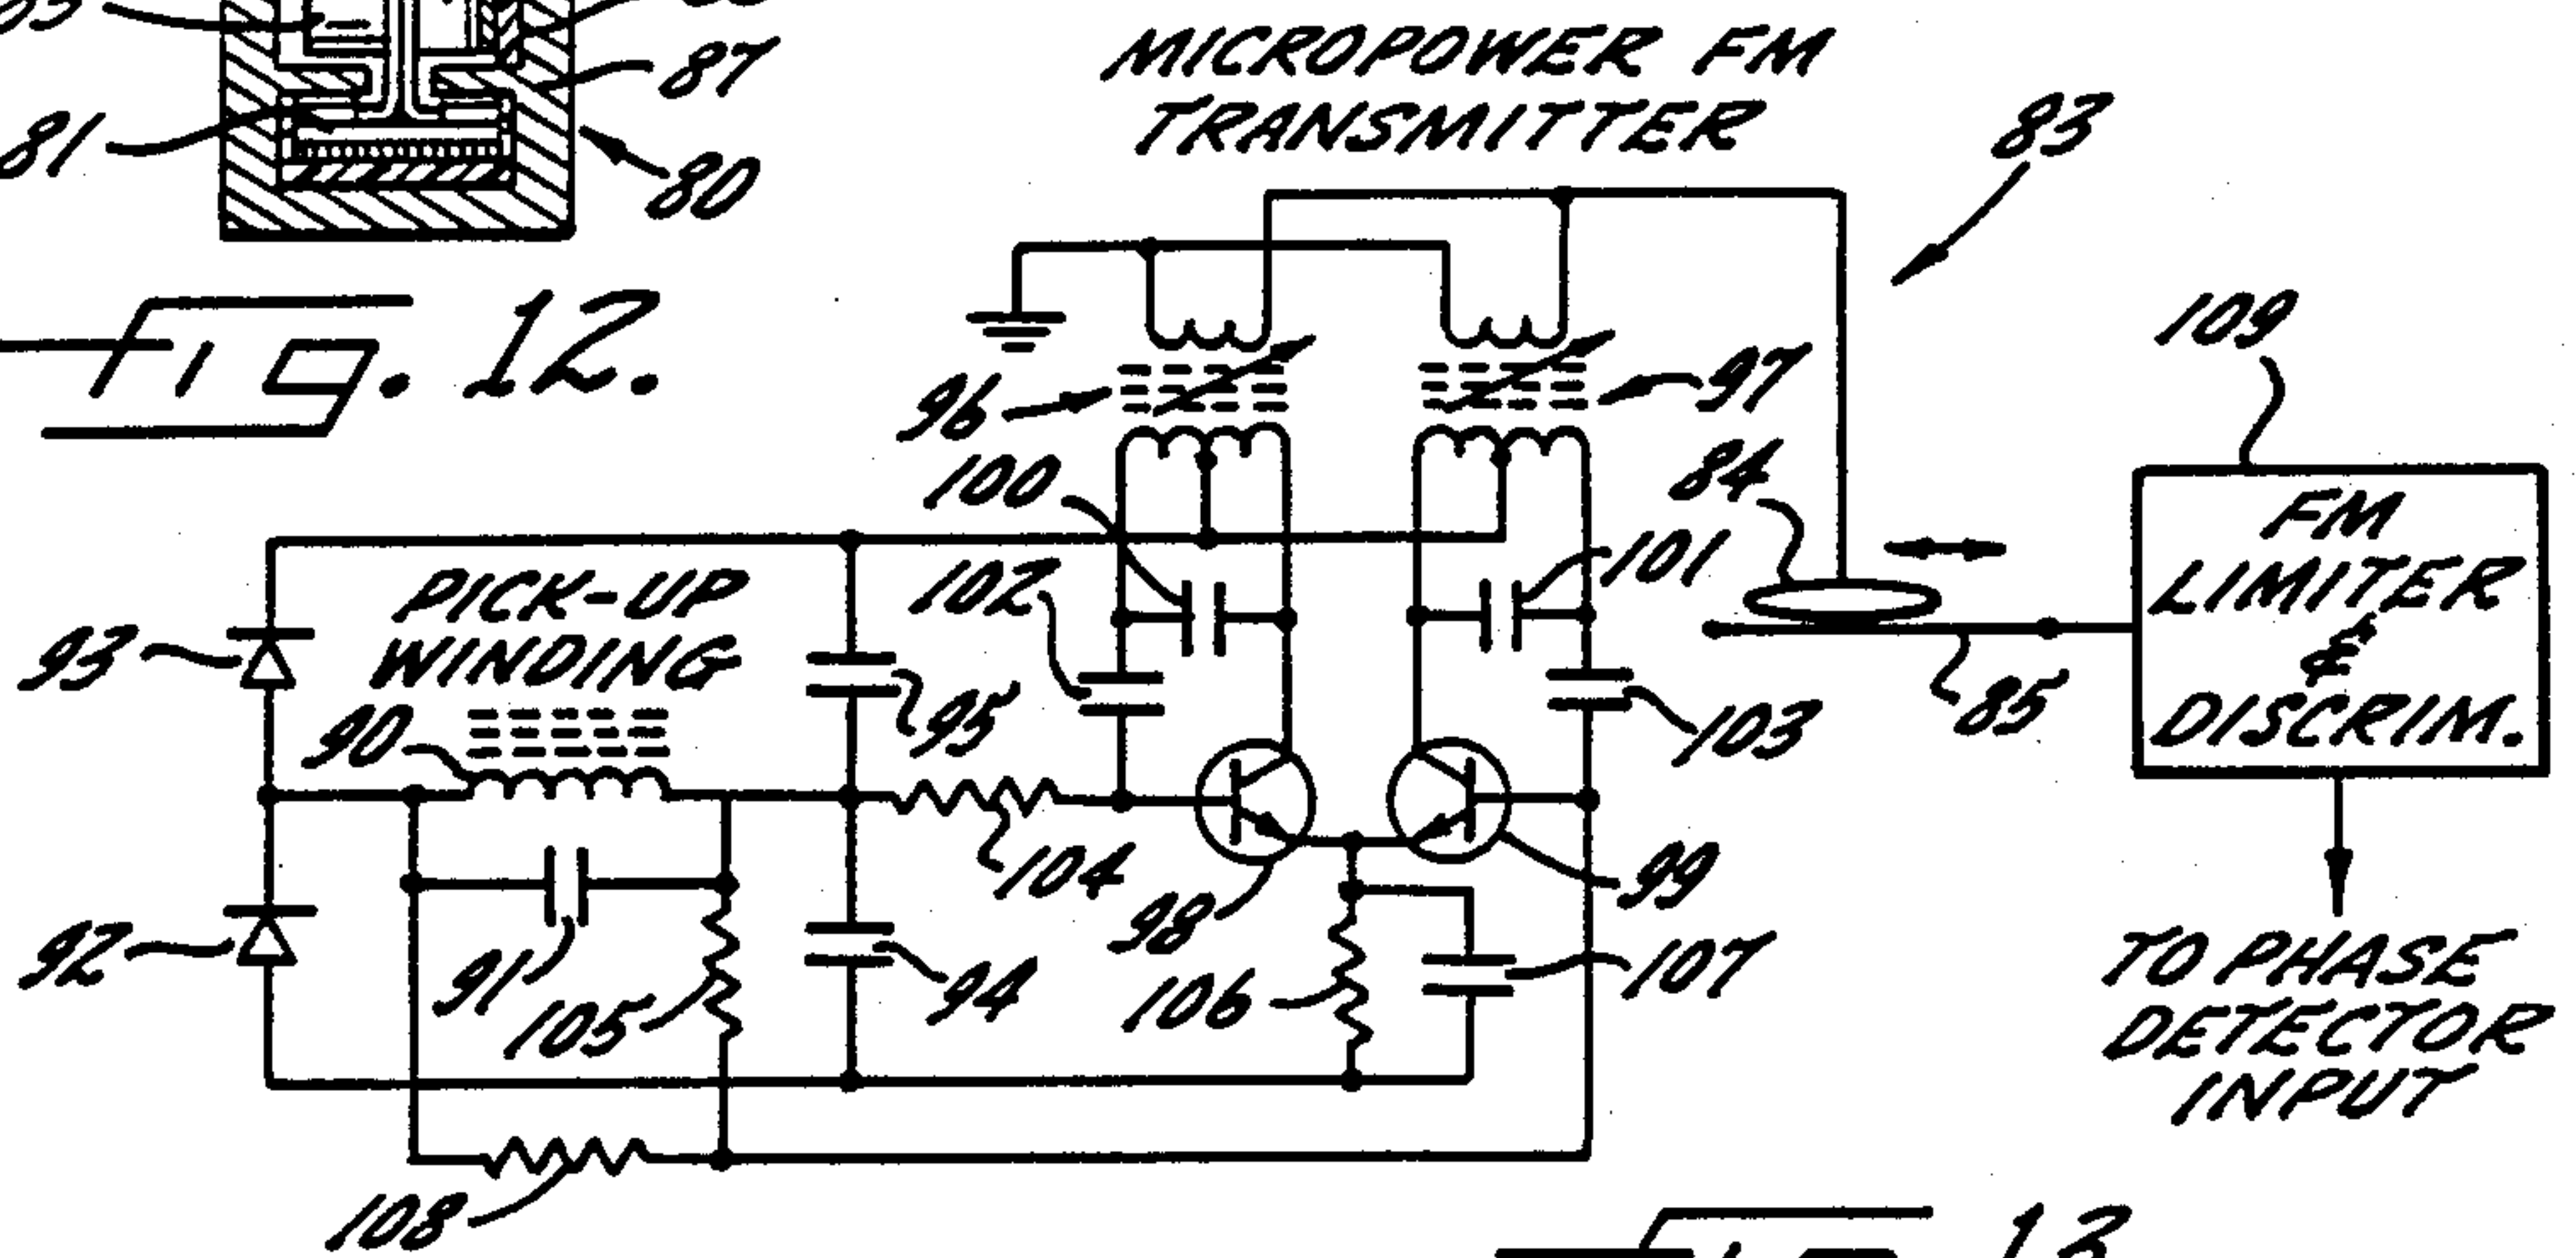 87
81
80
Fig. 12.
MICROPOWER FM
TRANSMITTER
83
109
96
97
100
84
101
102
FM
LIMITER
&
DISCRIM.
PICK-UP
WINDING
93
90
95
103
85
104
99
98
92
91
105
94
106
107
TO PHASE
DETECTOR
INPUT
108